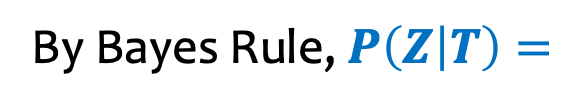 By Bayes Rule, P(Z|T) =